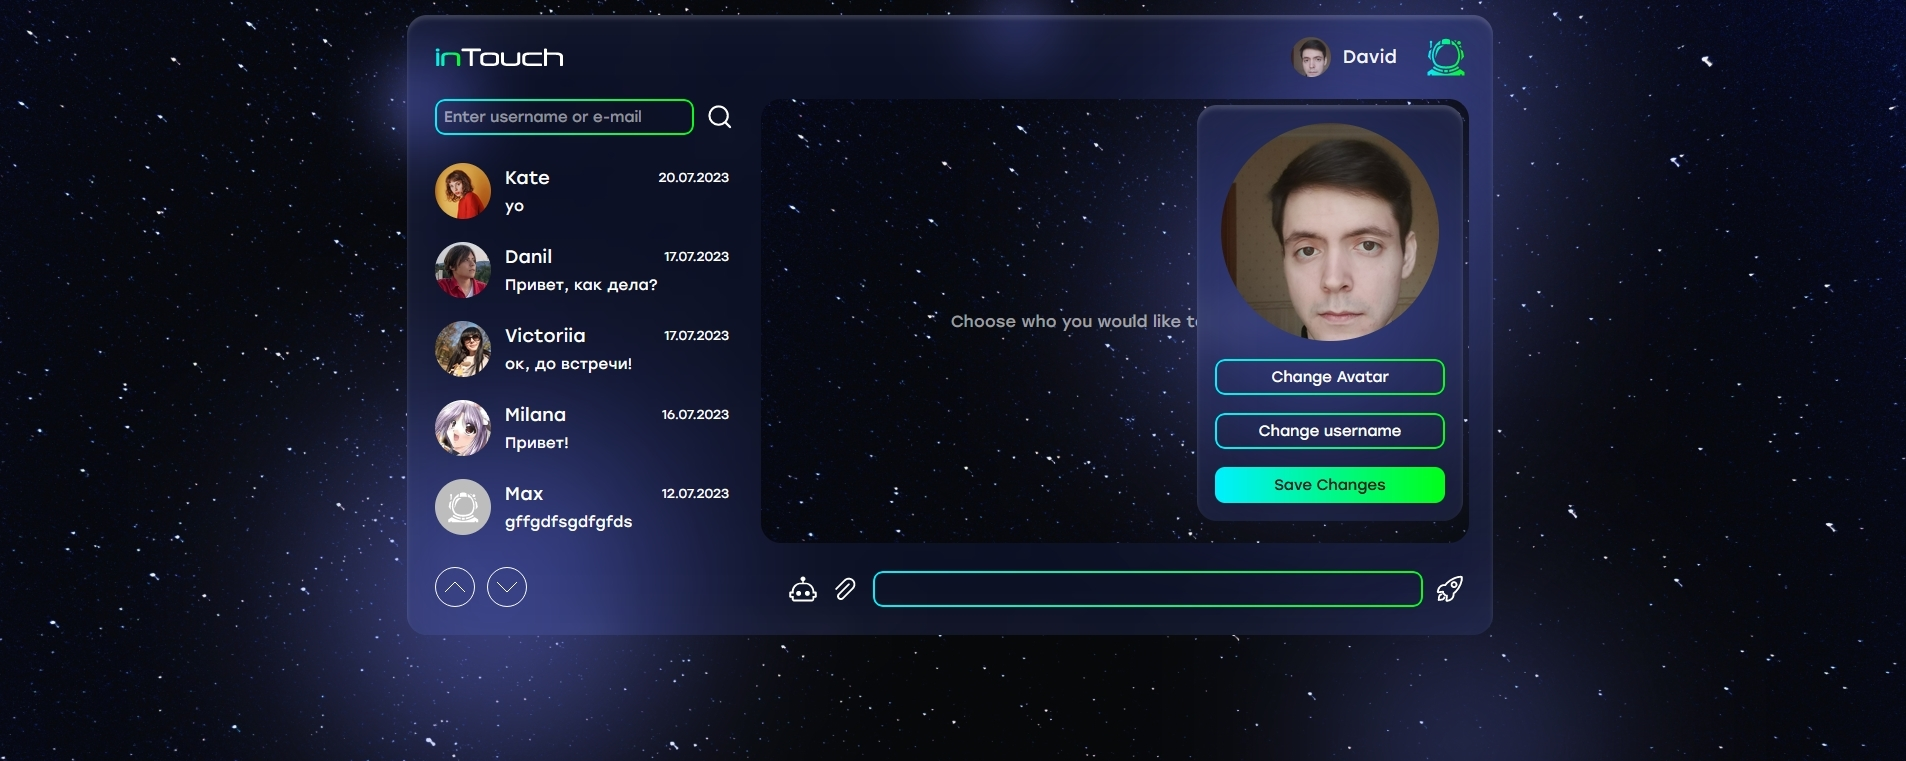 inTouch
David
Enter username or e-mail
Kate
20.07.2023
yo
Danil
17.07.2023
Привет, как дела?
Victoriia
17.07.2023
ок, до встречи!
Milana
16.07.2023
Привет!
Max
12.07.2023
gffgdfsgdfgfds
Choose who you would like to
Change Avatar
Change username
Save Changes